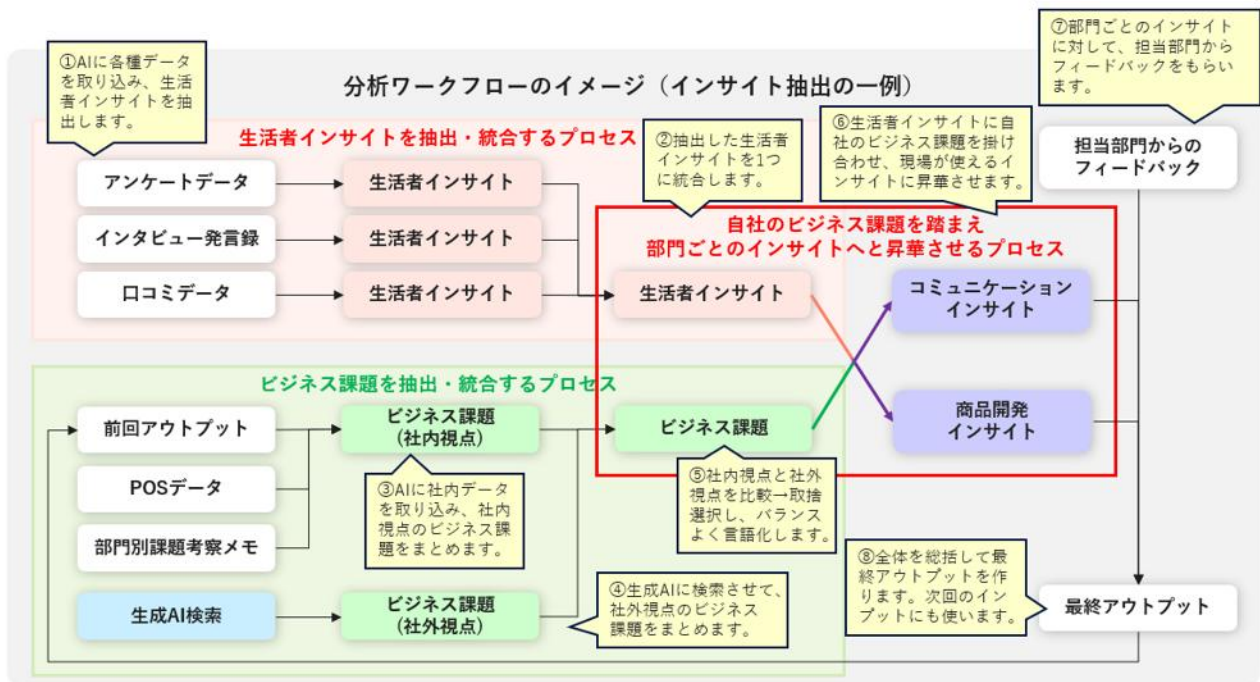 ①AIに各種データ
を取り込み、生活
者インサイトを抽
出します。
⑦部門ごとのインサイト
に対して、担当部門から
フィードバックをもらい
ます。
分析ワークフローのイメージ（インサイト抽出の一例）
生活者インサイトを抽出・統合するプロセス
②抽出した生活者
インサイトを1つ
に統合します。
⑥生活者インサイトに自
社のビジネス課題を掛け
合わせ、現場が使えるイ
ンサイトに昇華させます。
担当部門からの
フィードバック
アンケートデータ
生活者インサイト
インタビュー発言録
生活者インサイト
口コミデータ
生活者インサイト
自社のビジネス課題を踏まえ
部門ごとのインサイトへと昇華させるプロセス
生活者インサイト
コミュニケーション
インサイト
ビジネス課題を抽出・統合するプロセス
前回アウトプット
ビジネス課題
(社内視点)
ビジネス課題
商品開発
インサイト
POSデータ
部門別課題考察メモ
③AIに社内データ
を取り込み、社内
視点のビジネス課
題をまとめます。
⑤社内視点と社外
視点を比較→取捨
選択し、バランス
よく言語化します。
生成AI検索
ビジネス課題
(社外視点)
④生成AIに検索させて、
社外視点のビジネス
課題をまとめます。
⑧全体を総括して最
終アウトプットを作
ります。次回のイン
プットにも使います。
最終アウトプット